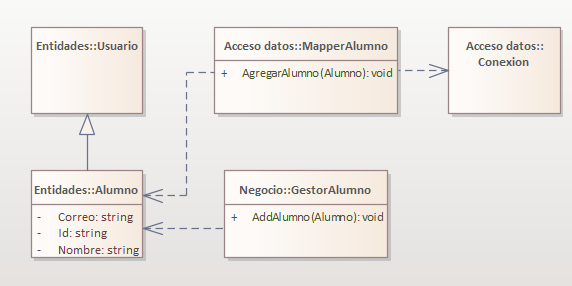 Entidades::Usuario
Acceso datos::MapperAlumno
+ AgregarAlumno(Alumno): void
Acceso datos::
Conexion
Entidades::Alumno
- Correo: string
- Id: string
- Nombre: string
Negocio::GestorAlumno
+ AddAlumno(Alumno): void